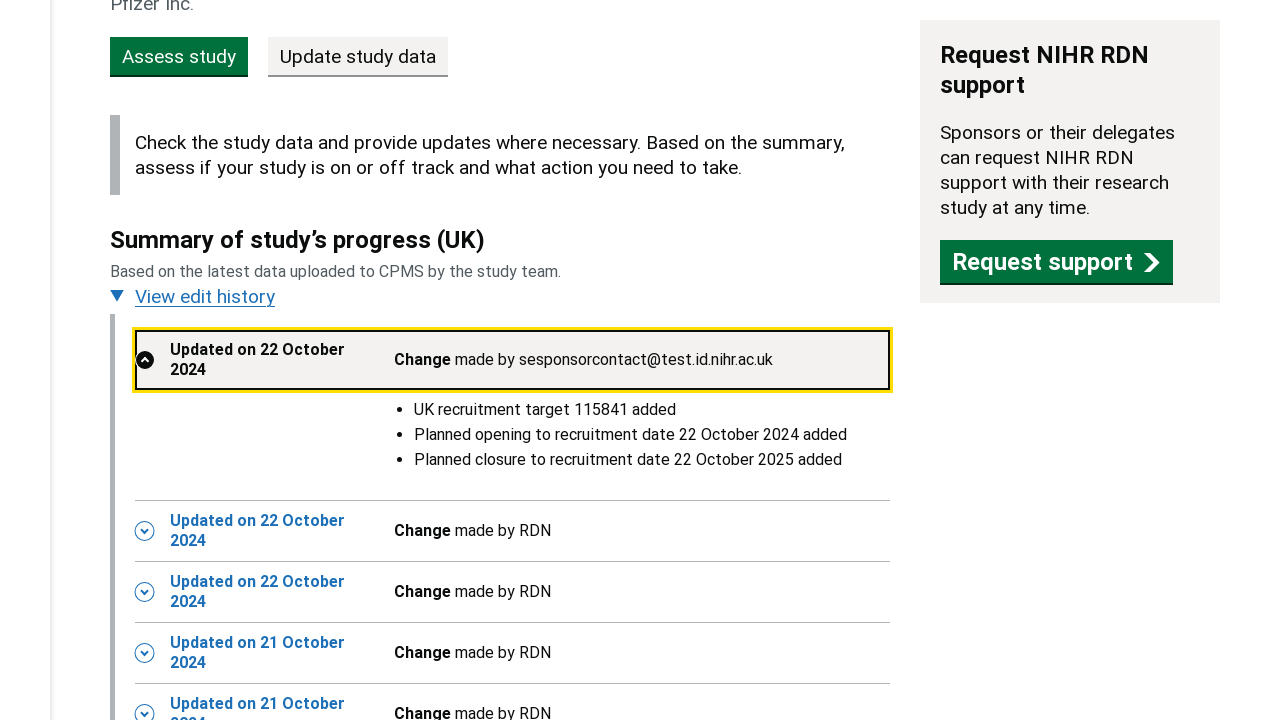 Pfizer Inc.
Assess study
Update study data
Check the study data and provide updates where necessary. Based on the summary,
assess if your study is on or off track and what action you need to take.
Summary of study’s progress (UK)
Based on the latest data uploaded to CPMS by the study team.
View edit history
Updated on 22 October
2024
Change made by sesponsorcontact@test.id.nihr.ac.uk
UK recruitment target 115841 added
Planned opening to recruitment date 22 October 2024 added
Planned closure to recruitment date 22 October 2025 added
Updated on 22 October
2024
Change made by RDN
Updated on 22 October
2024
Change made by RDN
Updated on 21 October
2024
Change made by RDN
Updated on 21 October
2024
Change made by RDN
Request NIHR RDN
support
Sponsors or their delegates
can request NIHR RDN
support with their research
study at any time.
Request support